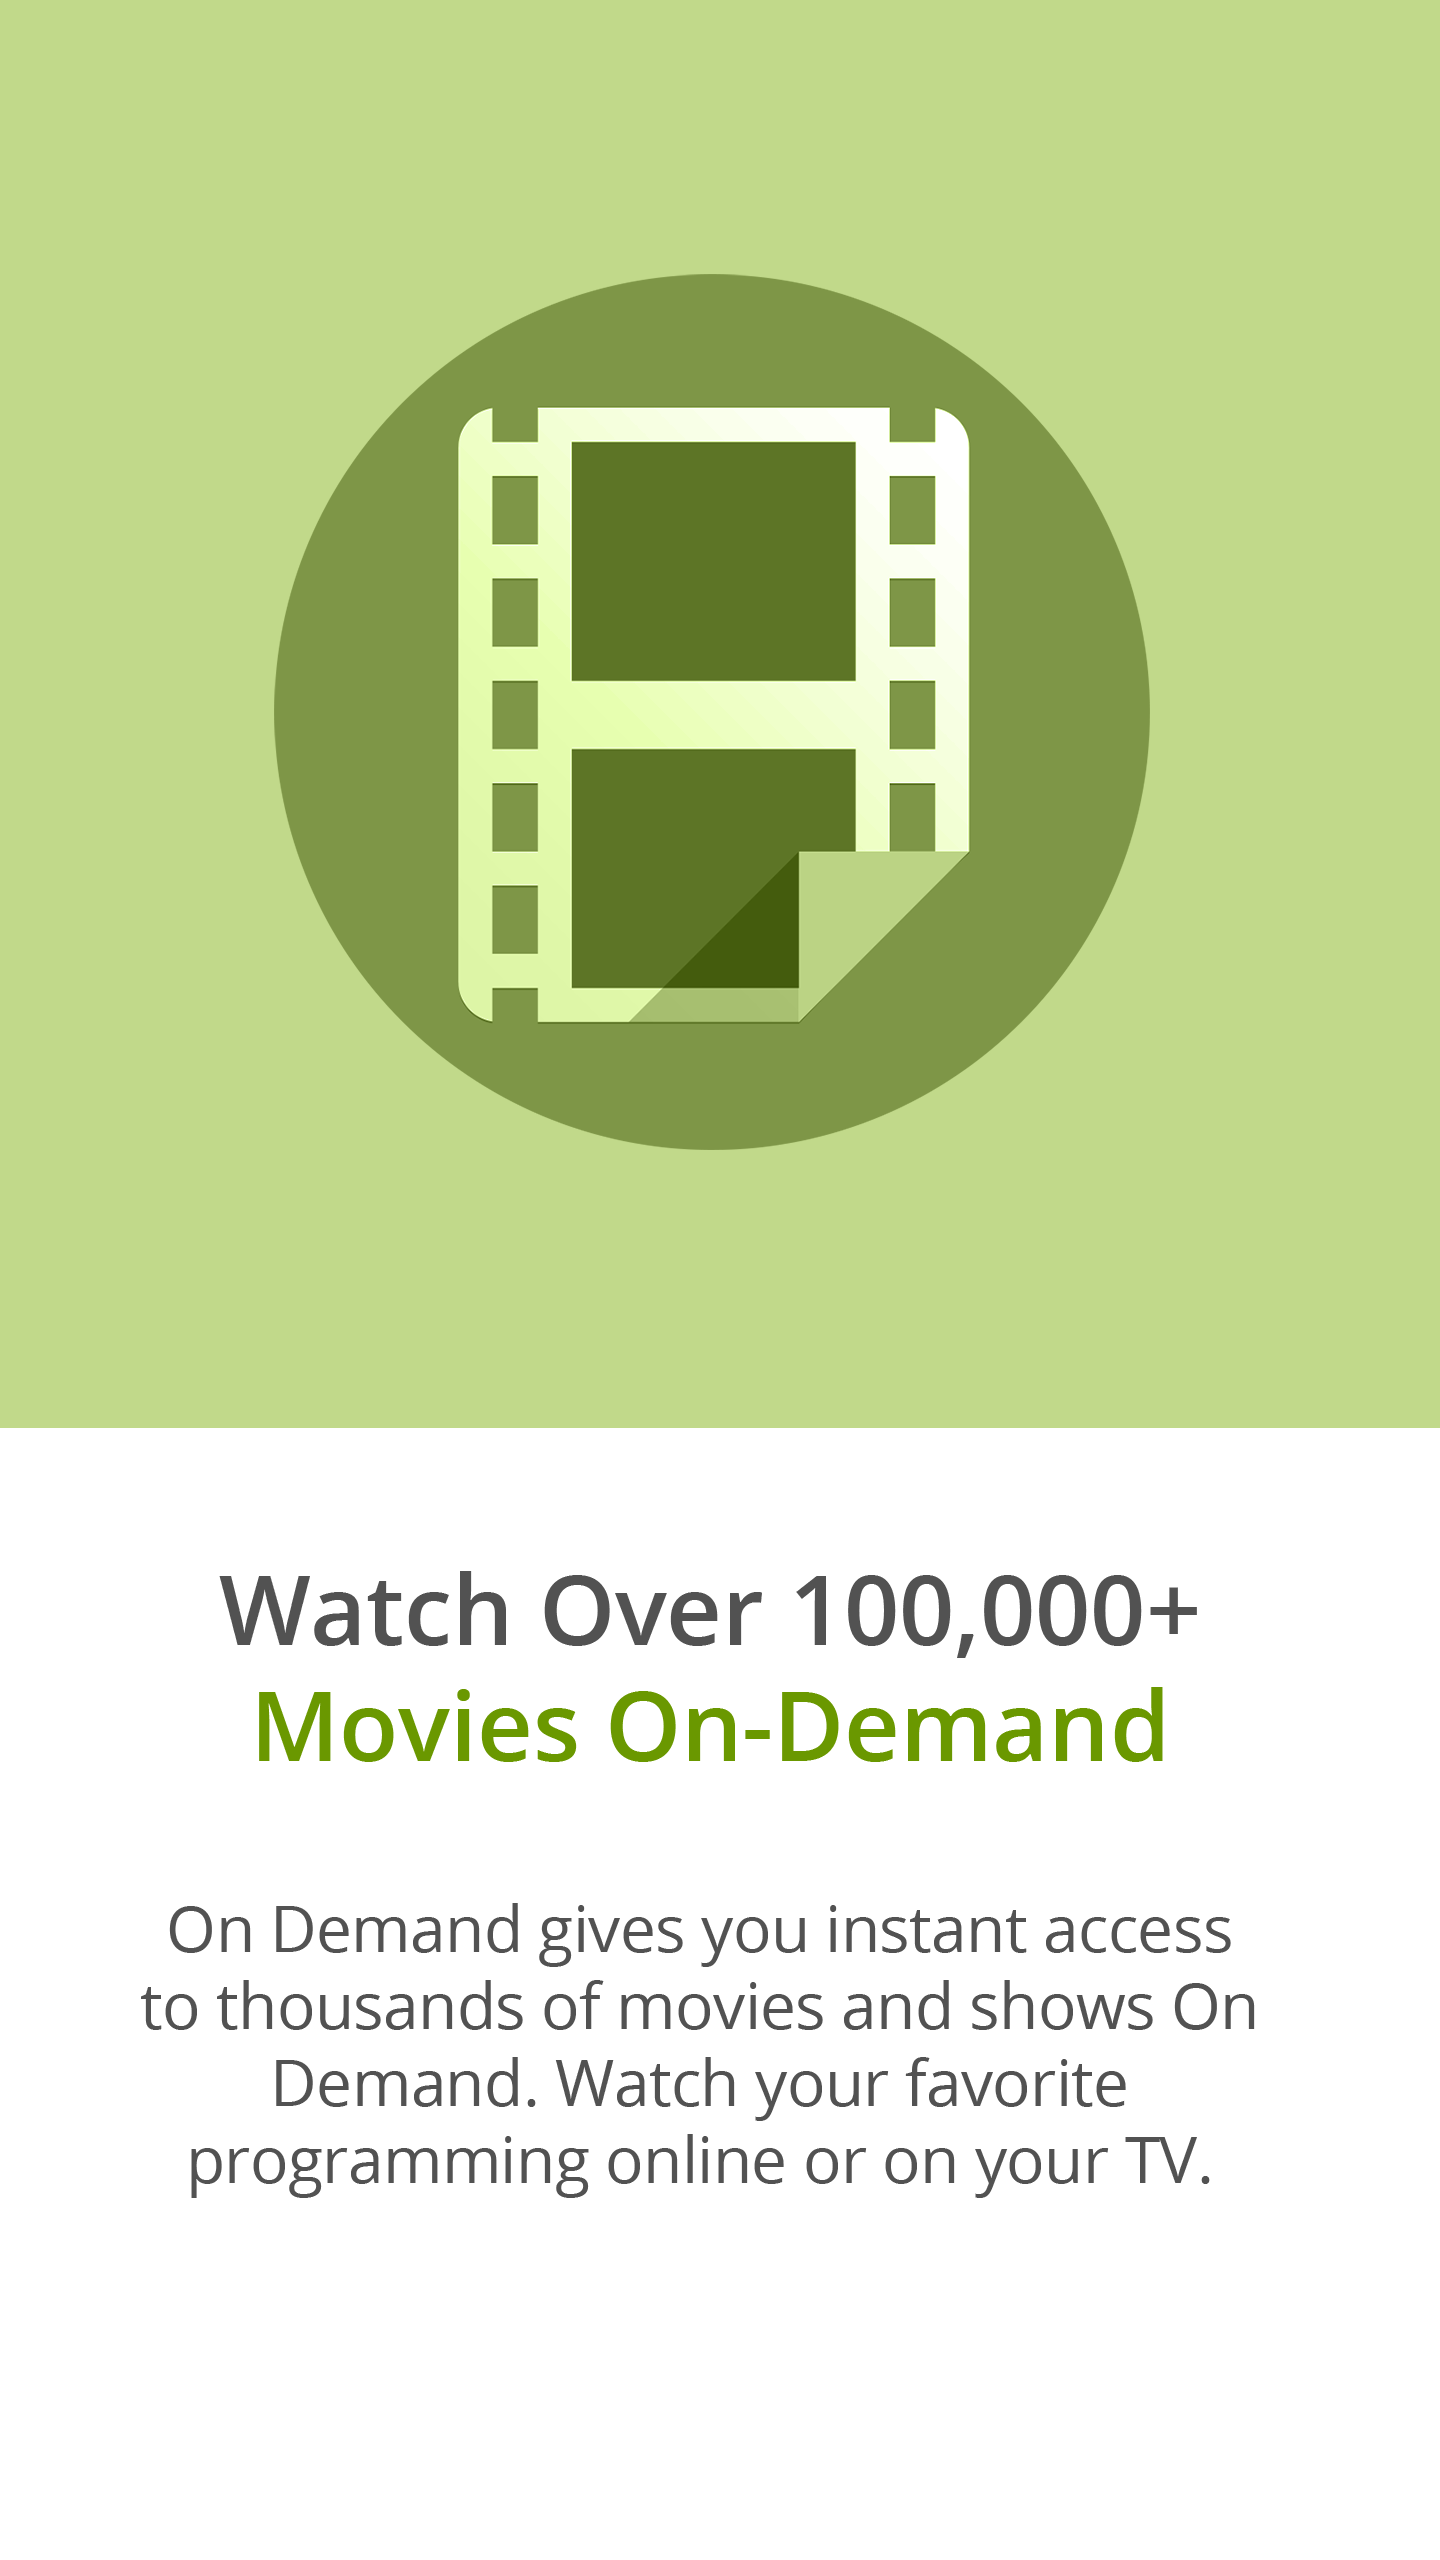 Watch Over 100,000+
Movies On-Demand
On Demand gives you instant access
to thousands of movies and shows On
Demand. Watch your favorite
programming online or on your TV.